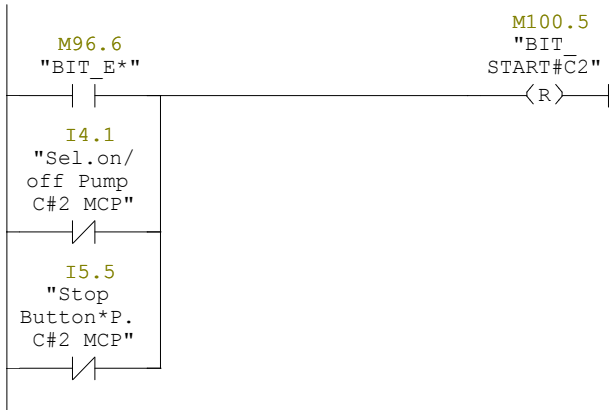 M96.6
"BIT_E*"
M100.5
"BIT_
START#C2"
(R)
I4.1
"Sel.on/
off Pump
C#2 MCP"
I5.5
"Stop
Button*P.
C#2 MCP"